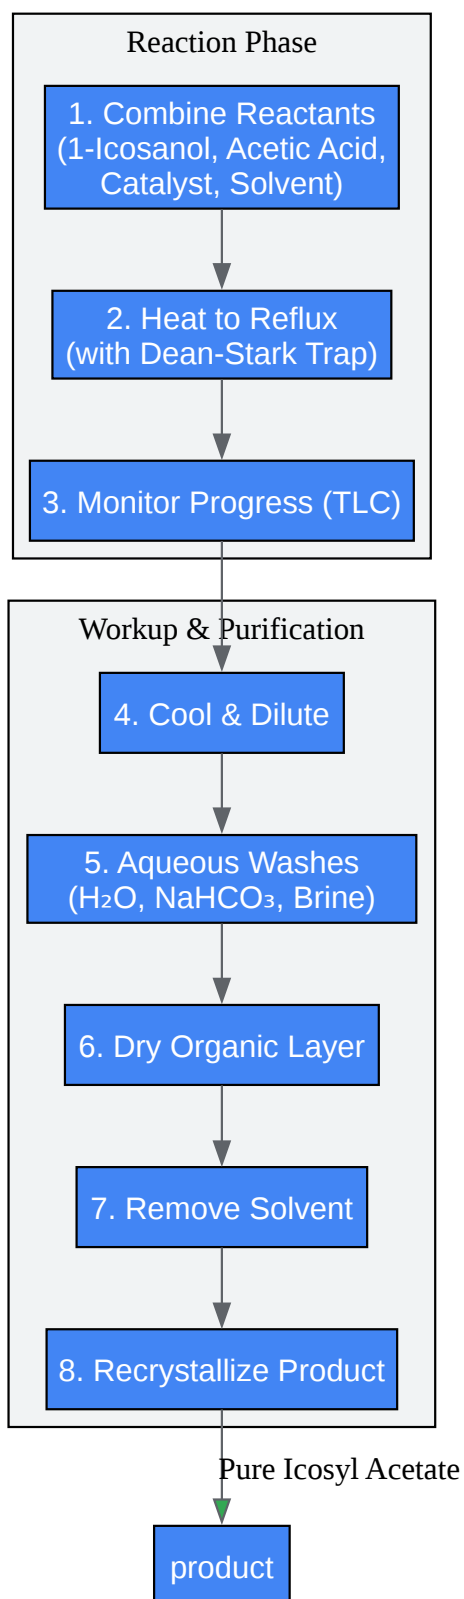 Reaction Phase
1. Combine Reactants
(1-Icosanol, Acetic Acid,
Catalyst, Solvent)
2. Heat to Reflux
(with Dean-Stark Trap)
3. Monitor Progress (TLC)
Workup & Purification
4. Cool & Dilute
5. Aqueous Washes
(H₂O, NaHCO₃, Brine)
6. Dry Organic Layer
7. Remove Solvent
8. Recrystallize Product
Pure Icosyl Acetate
product